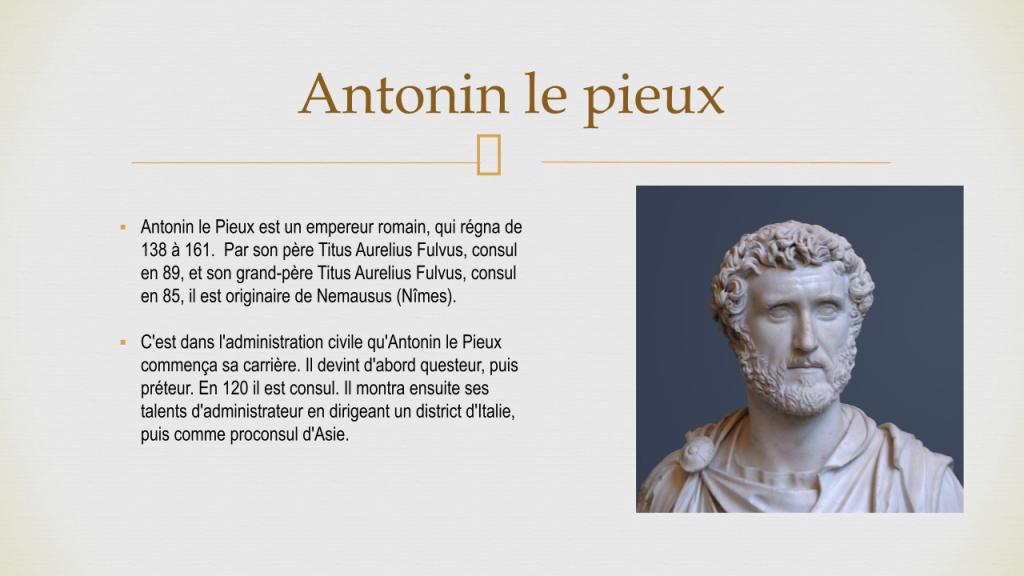 Antonin le pieux
▪ Antonin le Pieux est un empereur romain, qui régna de
138 à 161.  Par son père Titus Aurelius Fulvus, consul
en 89, et son grand-père Titus Aurelius Fulvus, consul
en 85, il est originaire de Nemausus (Nîmes).
▪ C'est dans l'administration civile qu'Antonin le Pieux
commença sa carrière. Il devint d'abord questeur, puis
préteur. En 120 il est consul. Il montra ensuite ses
talents d'administrateur en dirigeant un district d'Italie,
puis comme proconsul d'Asie.